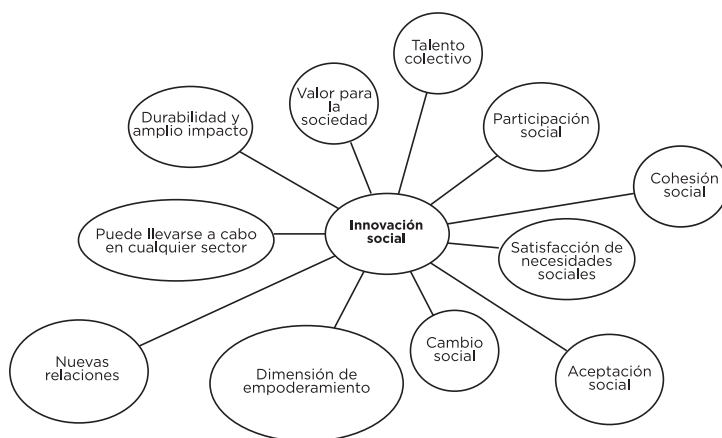 Talento
colectivo
Valor para
la
sociedad
Durabilidad y
amplio impacto
Participación
social
Cohesión
social
Puede llevarse a cabo
en cualquier sector
Innovación
social
Satisfacción de
necesidades
sociales
Nuevas
relaciones
Dimensión de
empoderamiento
Cambio
social
Aceptación
social